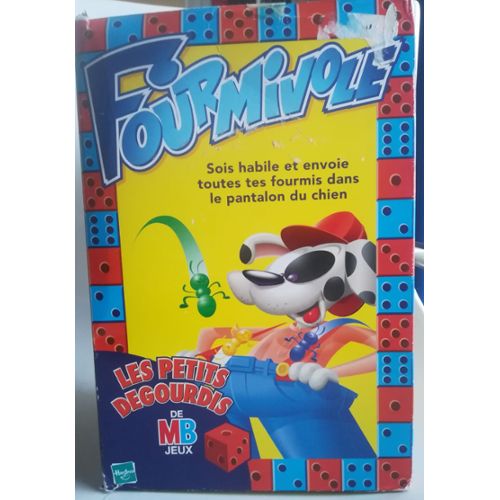 FOURMIVOLE
Sois habile et envoie
toutes tes fourmis dans
le pantalon du chien
LES PETITS
DEGOURDIS
DE
MB
JEUX
Hasbro